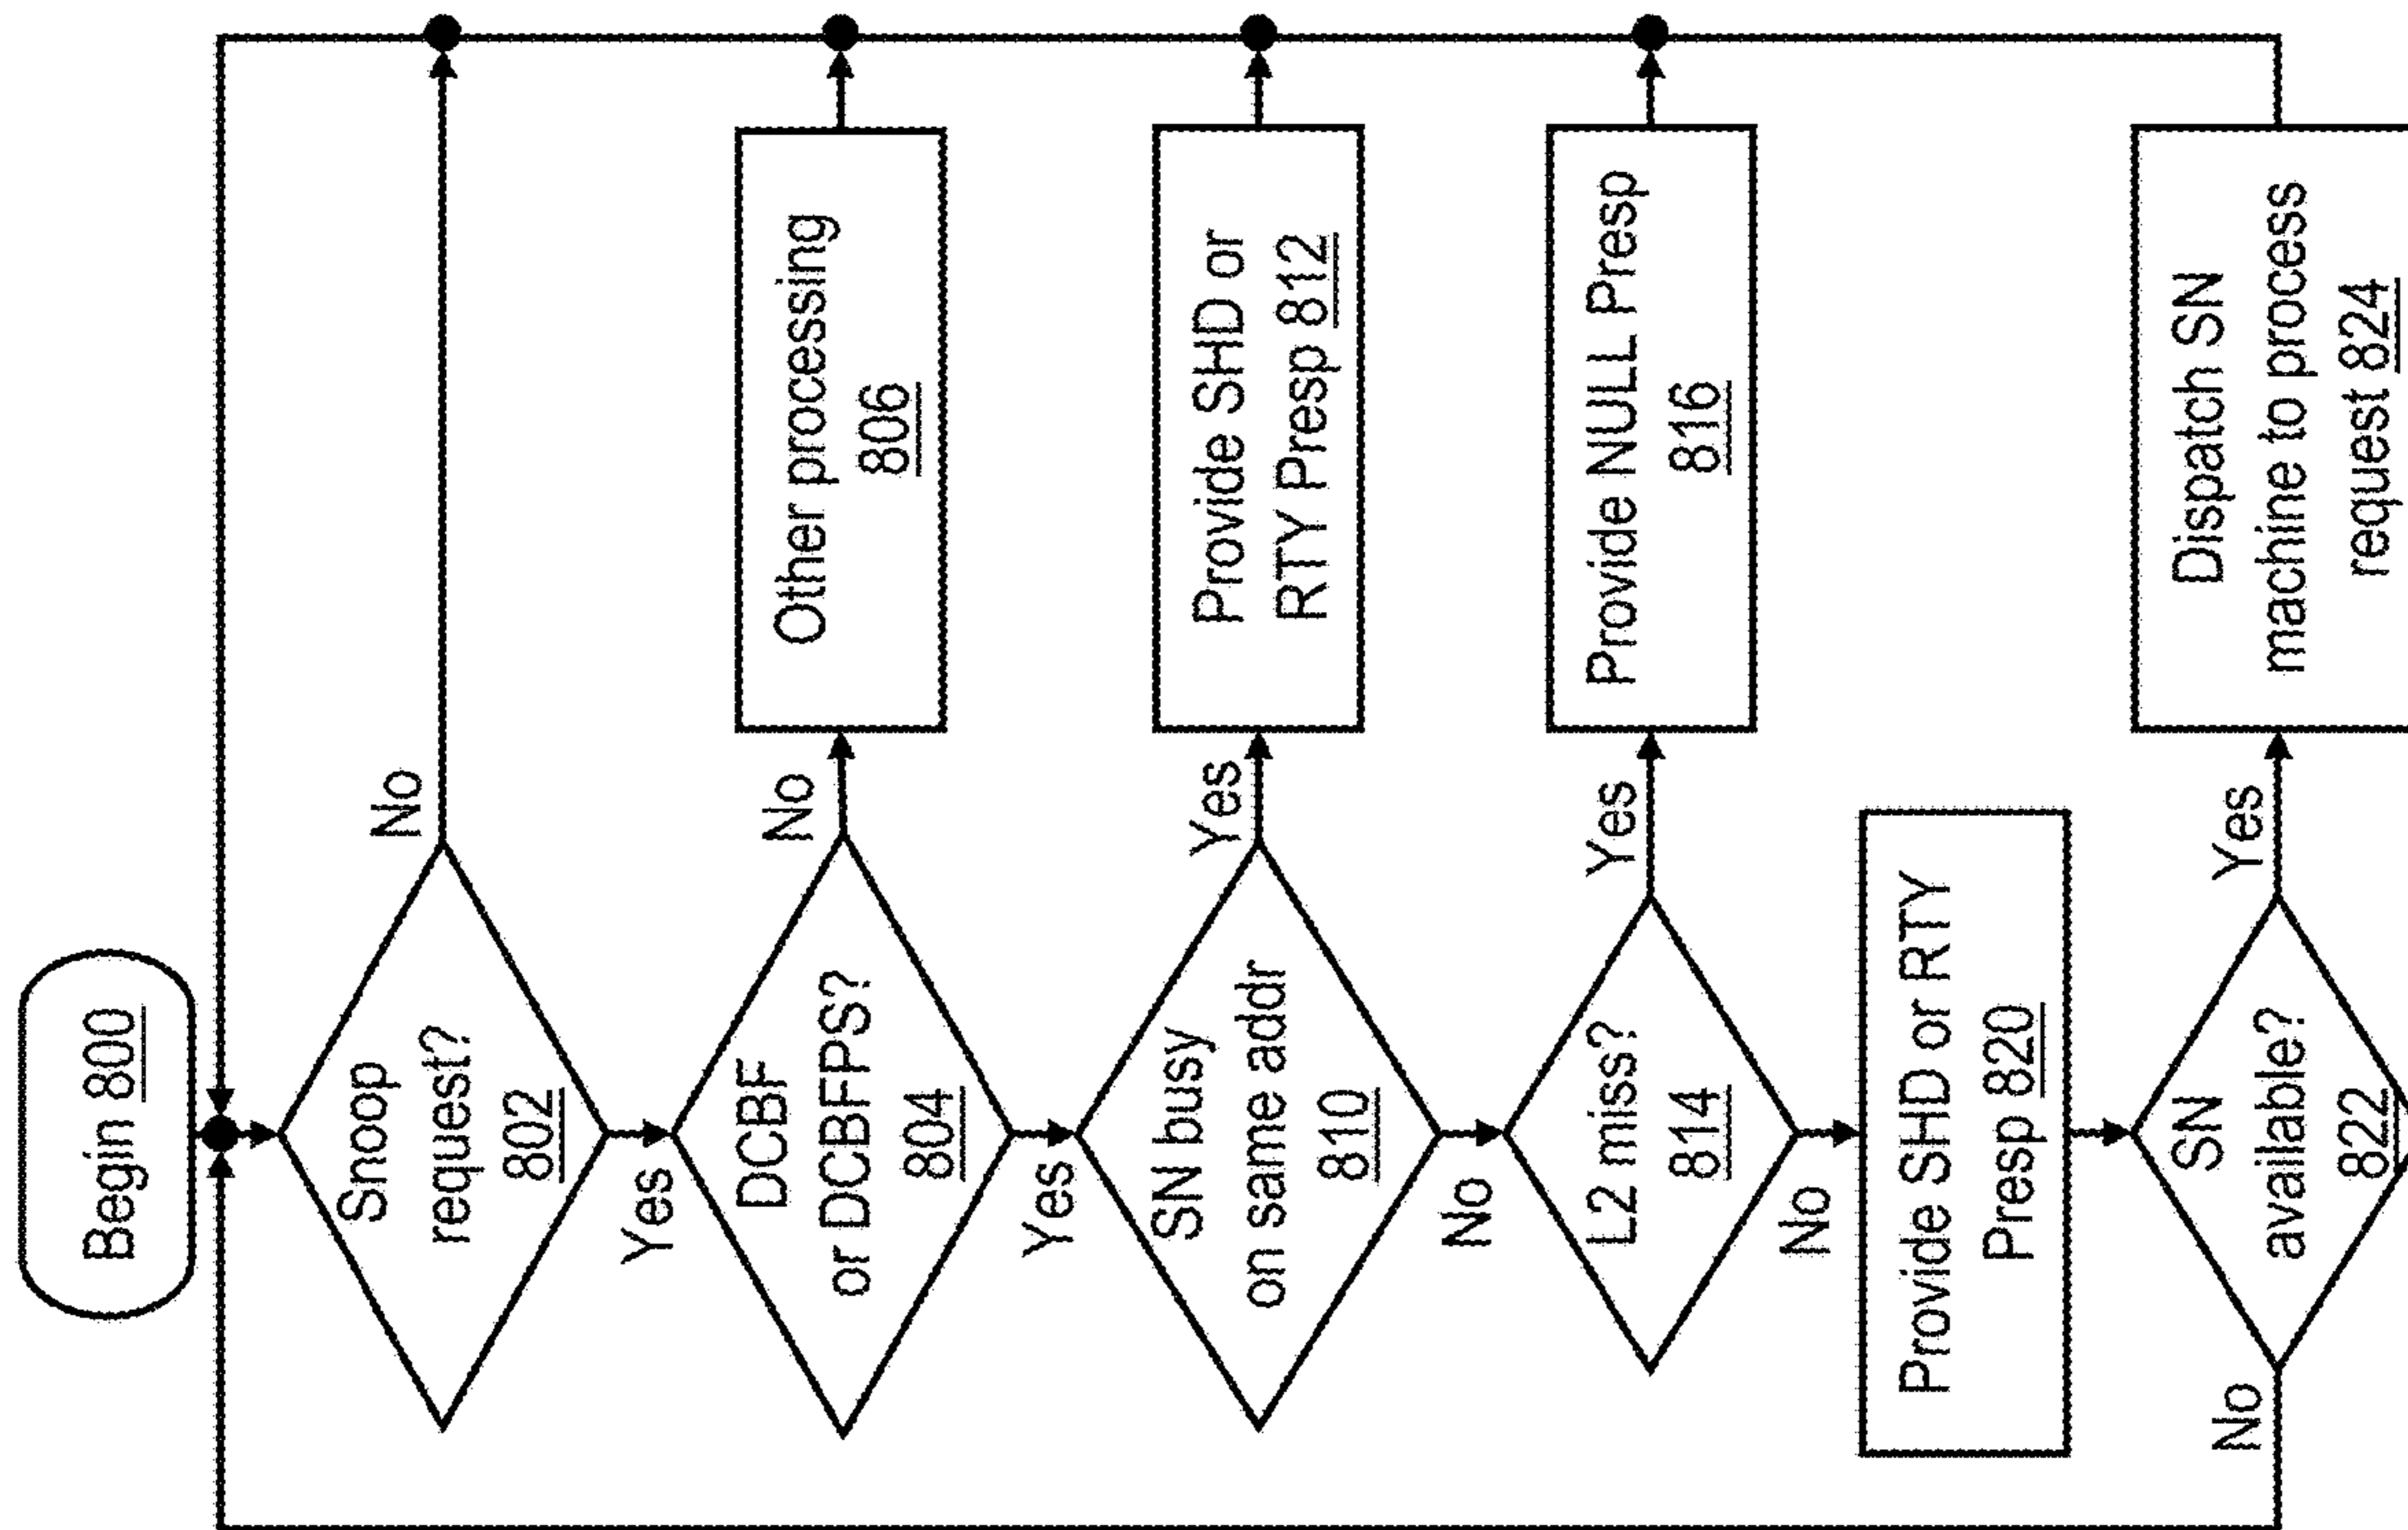 Begin 800
Snoop
request?
802
No
Yes
DCBF
or DCBFPS?
804
No
Other processing
806
Yes
SN busy
on same addr
810
Yes
Provide SHD or
RTY Presp 812
No
L2 miss?
814
Yes
Provide NULL Presp
816
No
Provide SHD or RTY
Presp 820
SN
available?
822
Yes
Dispatch SN
machine to process
request 824
No